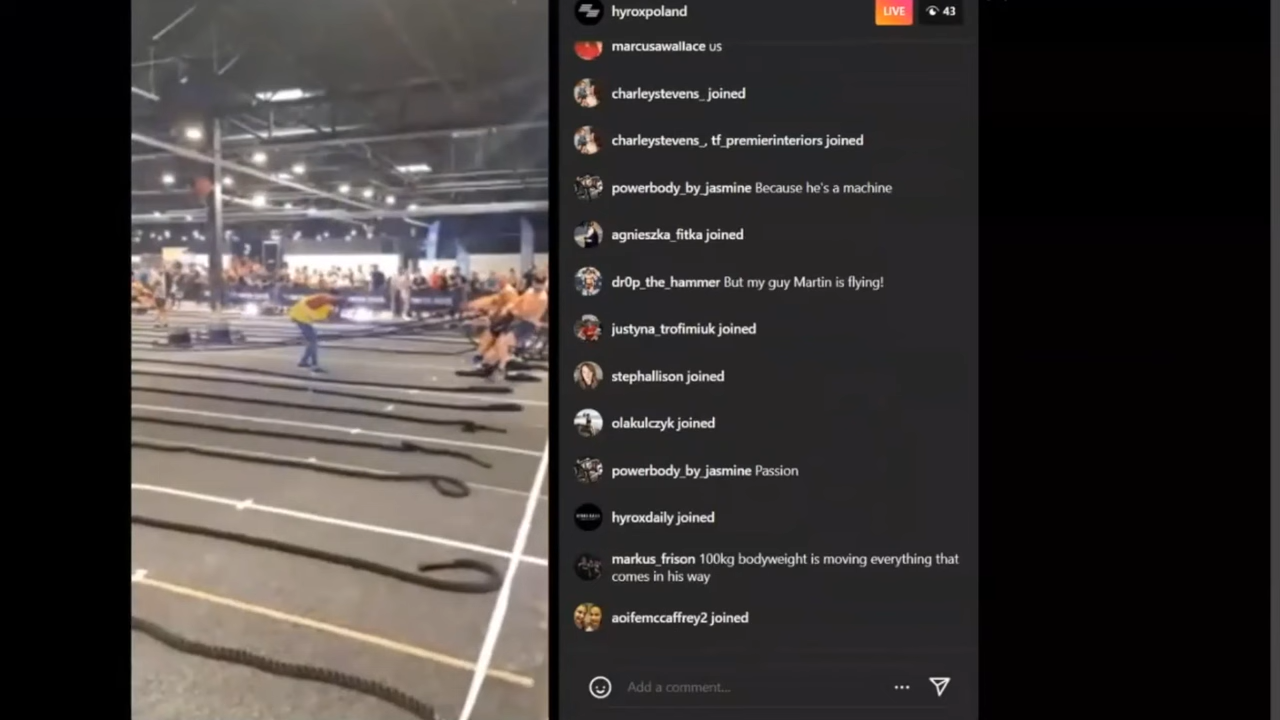 hyroxpoland
LIVE 43
marcusawallace us
charleystevens_ joined
charleystevens_, tf_premierinteriors joined
powerbody_by_jasmine Because he's a machine
agnieszka_fitka joined
dr0p_the_hammer But my guy Martin is flying!
justyna_trofimiuk joined
stephallison joined
olakulczyk joined
powerbody_by_jasmine Passion
hyroxdaily joined
markus_frison 100kg bodyweight is moving everything that
comes in his way
aoifemccaffrey2 joined
Add a comment...